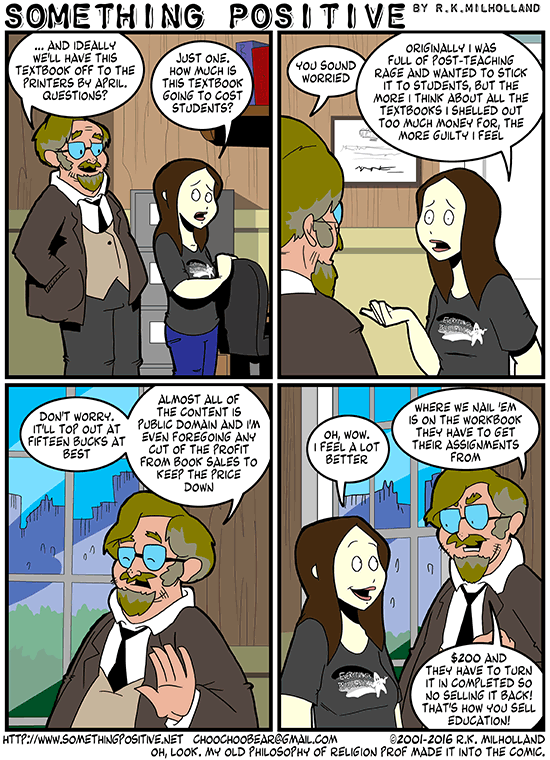 SOMETHING POSITIVE BY R.K.MILHOLLAND
... AND IDEALLY
WE'LL HAVE THIS
TEXTBOOK OFF TO THE
PRINTERS BY APRIL.
QUESTIONS?
JUST ONE.
HOW MUCH IS
THIS TEXTBOOK
GOING TO COST
STUDENTS?
YOU SOUND
WORRIED
ORIGINALLY I WAS
FULL OF POST-TEACHING
RAGE AND WANTED TO STICK
IT TO STUDENTS, BUT THE
MORE I THINK ABOUT ALL THE
TEXTBOOKS I SHELLED OUT
TOO MUCH MONEY FOR, THE
MORE GUILTY I FEEL
DON'T WORRY.
IT'LL TOP OUT AT
FIFTEEN BUCKS AT
BEST
ALMOST ALL OF
THE CONTENT IS
PUBLIC DOMAIN AND I'M
EVEN FOREGOING ANY
CUT OF THE PROFIT
FROM BOOK SALES TO
KEEP THE PRICE
DOWN
OH, WOW.
I FEEL A LOT
BETTER
WHERE WE NAIL 'EM
IS ON THE WORKBOOK
THEY HAVE TO GET
THEIR ASSIGNMENTS
FROM
$200 AND
THEY HAVE TO TURN
IT IN COMPLETED SO
NO SELLING IT BACK!
THAT'S HOW YOU SELL
EDUCATION!
HTTP://WWW.SOMETHINGPOSITIVE.NET CHOOCHOOBEAR@GMAIL.COM ©2001-2016 R.K. MILHOLLAND
OH, LOOK. MY OLD PHILOSOPHY OF RELIGION PROF MADE IT INTO THE COMIC.